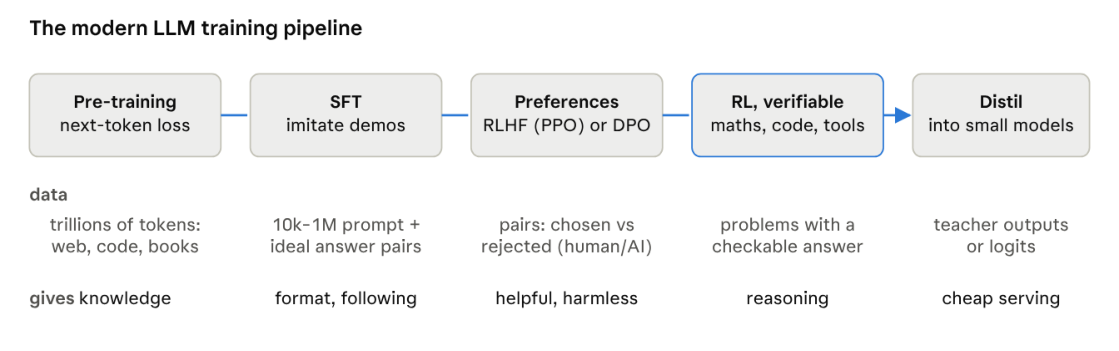 The modern LLM training pipeline
Pre-training
next-token loss
SFT
imitate demos
Preferences
RLHF (PPO) or DPO
RL, verifiable
maths, code, tools
Distil
into small models
data
trillions of tokens:
web, code, books
10k–1M prompt +
ideal answer pairs
pairs: chosen vs
rejected (human/AI)
problems with a
checkable answer
teacher outputs
or logits
gives knowledge
format, following
helpful, harmless
reasoning
cheap serving